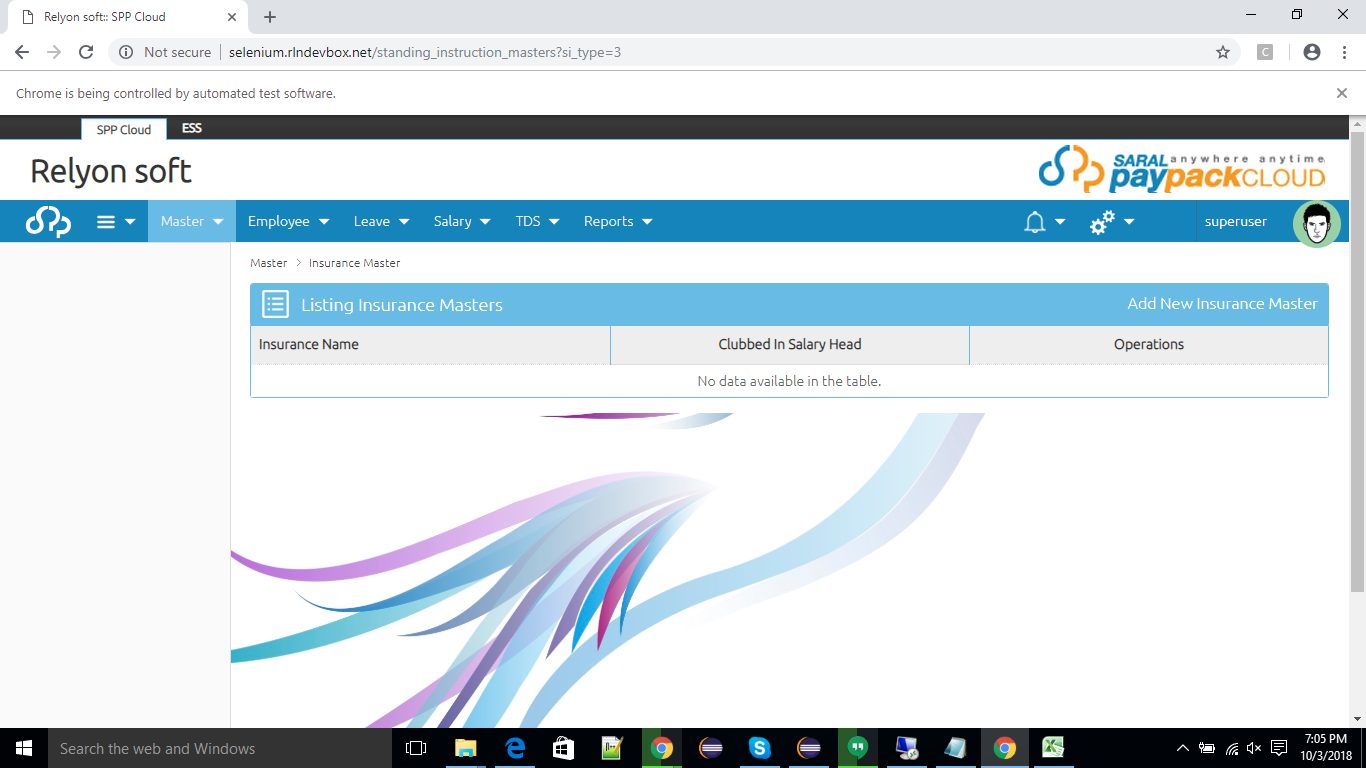 Relyon soft:: SPP Cloud
Not secure | selenium.rlndevbox.net/standing_instruction_masters?si_type=3
C
Chrome is being controlled by automated test software.
SPP Cloud ESS
Relyon soft
SARAL anywhere anytime
paypackCLOUD
Master Employee Leave Salary TDS Reports superuser
Master > Insurance Master
Listing Insurance Masters Add New Insurance Master
Insurance Name Clubbed In Salary Head Operations
No data available in the table.
Search the web and Windows
7:05 PM
10/3/2018